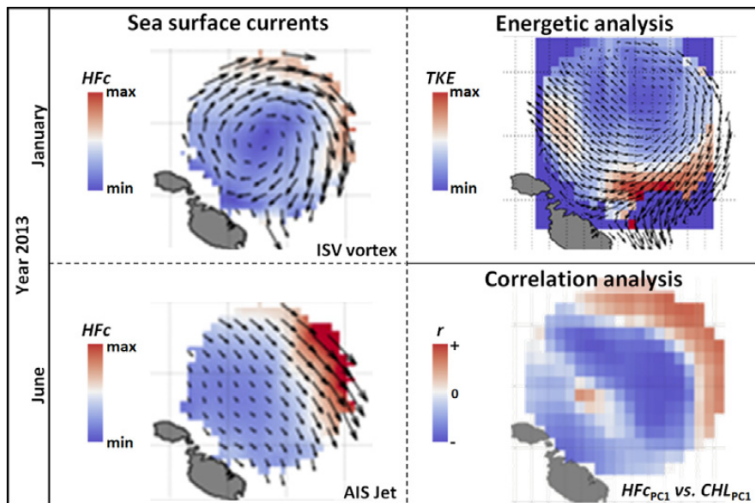 Sea surface currents
Energetic analysis
Year 2013
January
HFc
max
min
ISV vortex
TKE
max
min
June
HFc
max
min
AIS Jet
Correlation analysis
r
+
0
-
HFcPC1 vs. CHLPC1